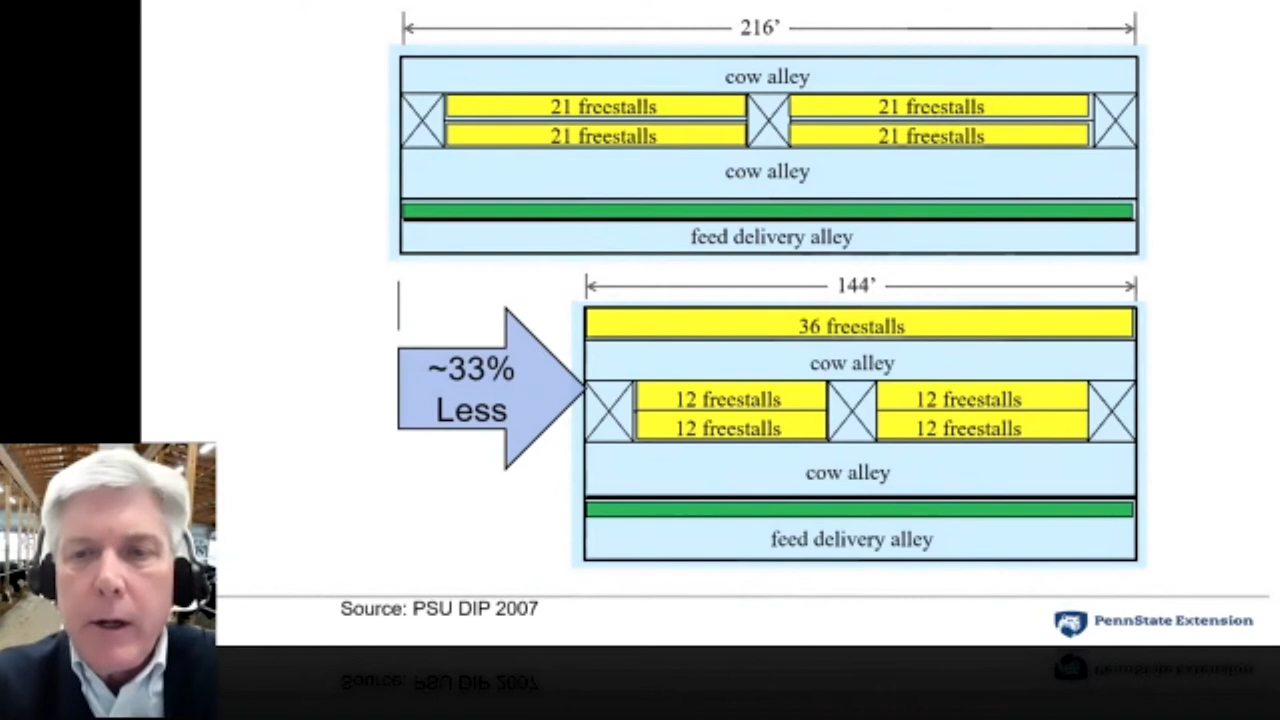 216’
cow alley
21 freestalls 21 freestalls
21 freestalls 21 freestalls
cow alley
feed delivery alley
144’
36 freestalls
cow alley
~33%
Less
12 freestalls 12 freestalls
12 freestalls 12 freestalls
cow alley
feed delivery alley
Source: PSU DIP 2007
PennState Extension